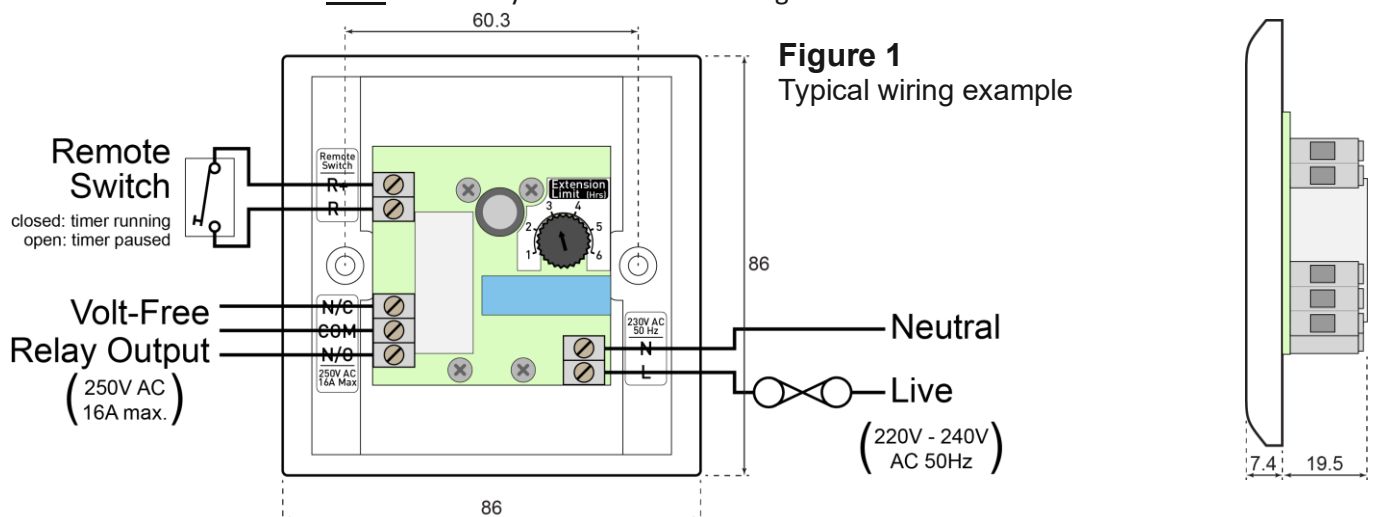 60.3
Figure 1
Typical wiring example
Remote
Switch
closed: timer running
open: timer paused
Remote
Switch
R+
R
Extension
Limit (Hrs)
1
2
3
4
5
6
86
Volt-Free
Relay Output
(250V AC
16A max.)
N/C
COM
N/O
250V AC
16A Max
230V AC
50 Hz
N
L
Neutral
Live
(220V - 240V
AC 50Hz)
7.4
19.5
86